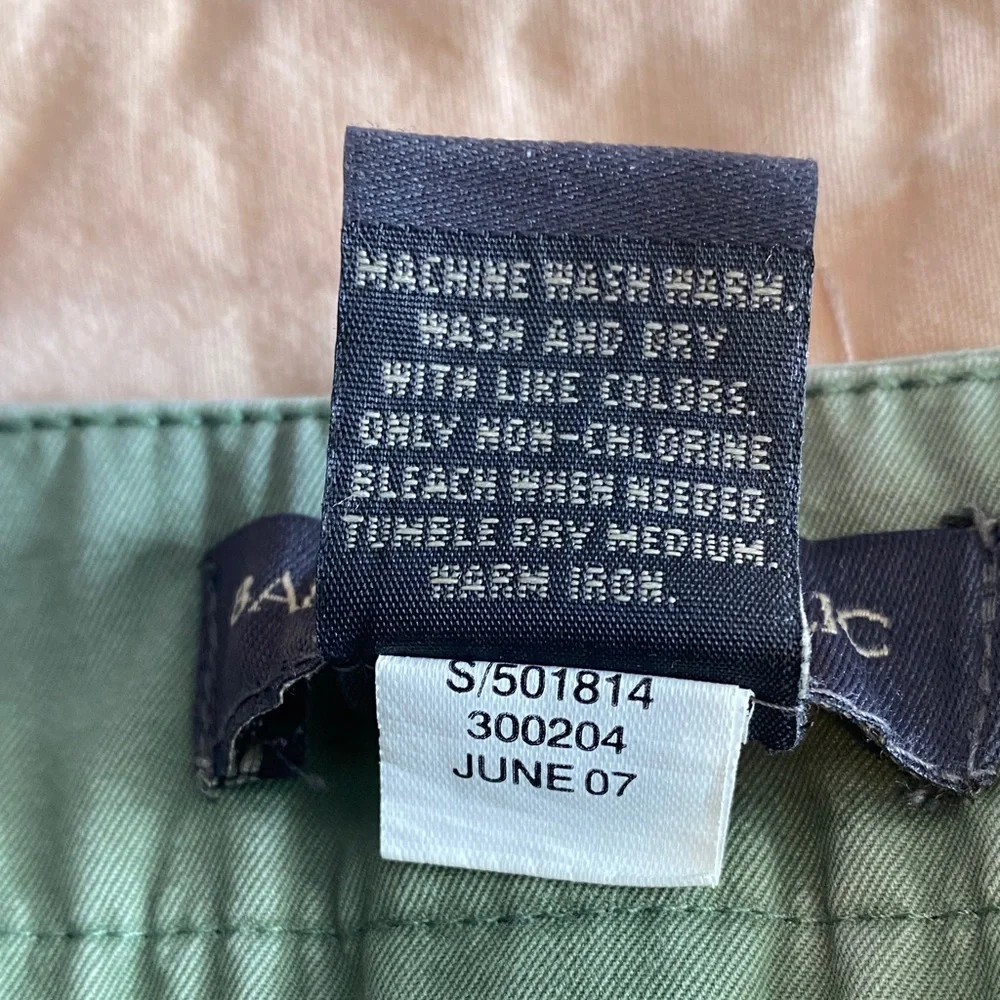 MACHINE WASH WARM.
WASH AND DRY
WITH LIKE COLORS.
ONLY NON-CHLORINE
BLEACH WHEN NEEDED.
TUMBLE DRY MEDIUM.
WARM IRON.
S/501814
300204
JUNE 07